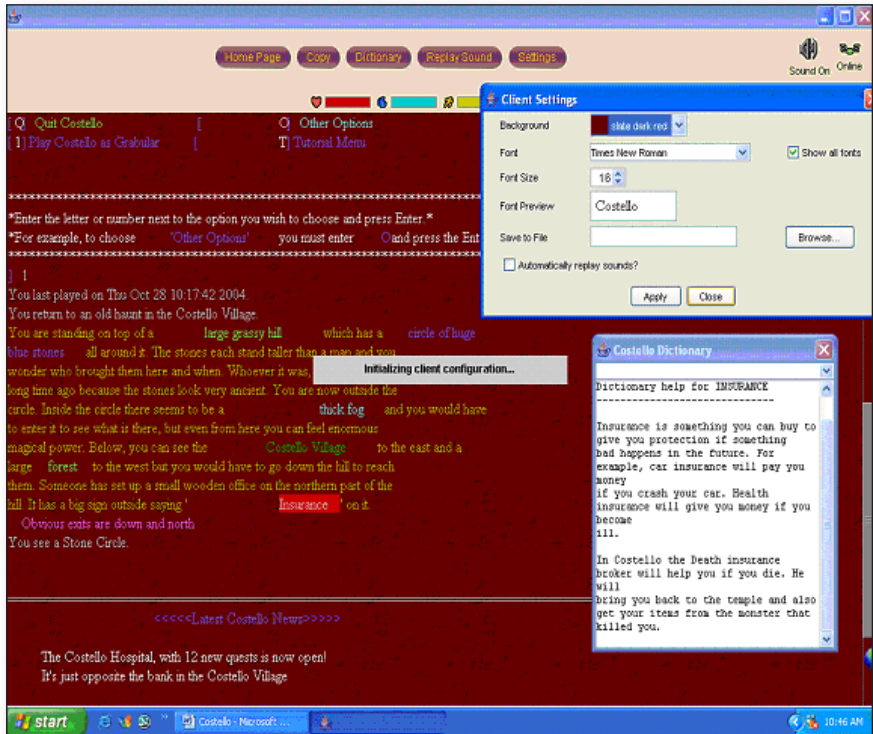 Home Page Copy Dictionary Replay Sound Settings
Sound On Online
[ Q] Quit Costello [ O] Other Options
[ 1] Play Costello as Grabular [ T] Tutorial Menu
*Enter the letter or number next to the option you wish to choose and press Enter.*
*For example, to choose 'Other Options' you must enter O and press the Ent
] 1
You last played on Thu Oct 28 10:17:42 2004.
You return to an old haunt in the Costello Village.
You are standing on top of a large grassy hill which has a circle of huge
blue stones all around it. The stones each stand taller than a man and you
wonder who brought them here and when. Whoever it was,
long time ago because the stones look very ancient. You are now outside the
circle. Inside the circle there seems to be a thick fog and you would have
to enter it to see what is there, but even from here you can feel enormous
magical power. Below, you can see the Costello Village to the east and a
large forest to the west but you would have to go down the hill to reach
them. Someone has set up a small wooden office on the northern part of the
hill. It has a big sign outside saying ' Insurance ' on it.
Obvious exits are down and north
You see a Stone Circle.
<<<<<Latest Costello News>>>>>
The Costello Hospital, with 12 new quests is now open!
It's just opposite the bank in the Costello Village
Client Settings
Background slate dark red
Font Times New Roman Show all fonts
Font Size 16
Font Preview Costello
Save to File Browse...
Automatically replay sounds?
Apply Close
Initializing client configuration...
Costello Dictionary
Dictionary help for INSURANCE
-------------------------------
Insurance is something you can buy to
give you protection if something
bad happens in the future. For
example, car insurance will pay you
money
if you crash your car. Health
insurance will give you money if you
become
ill.
In Costello the Death insurance
broker will help you if you die. He
will
bring you back to the temple and also
get your items from the monster that
killed you.
start Costello - Microsoft ... 10:46 AM